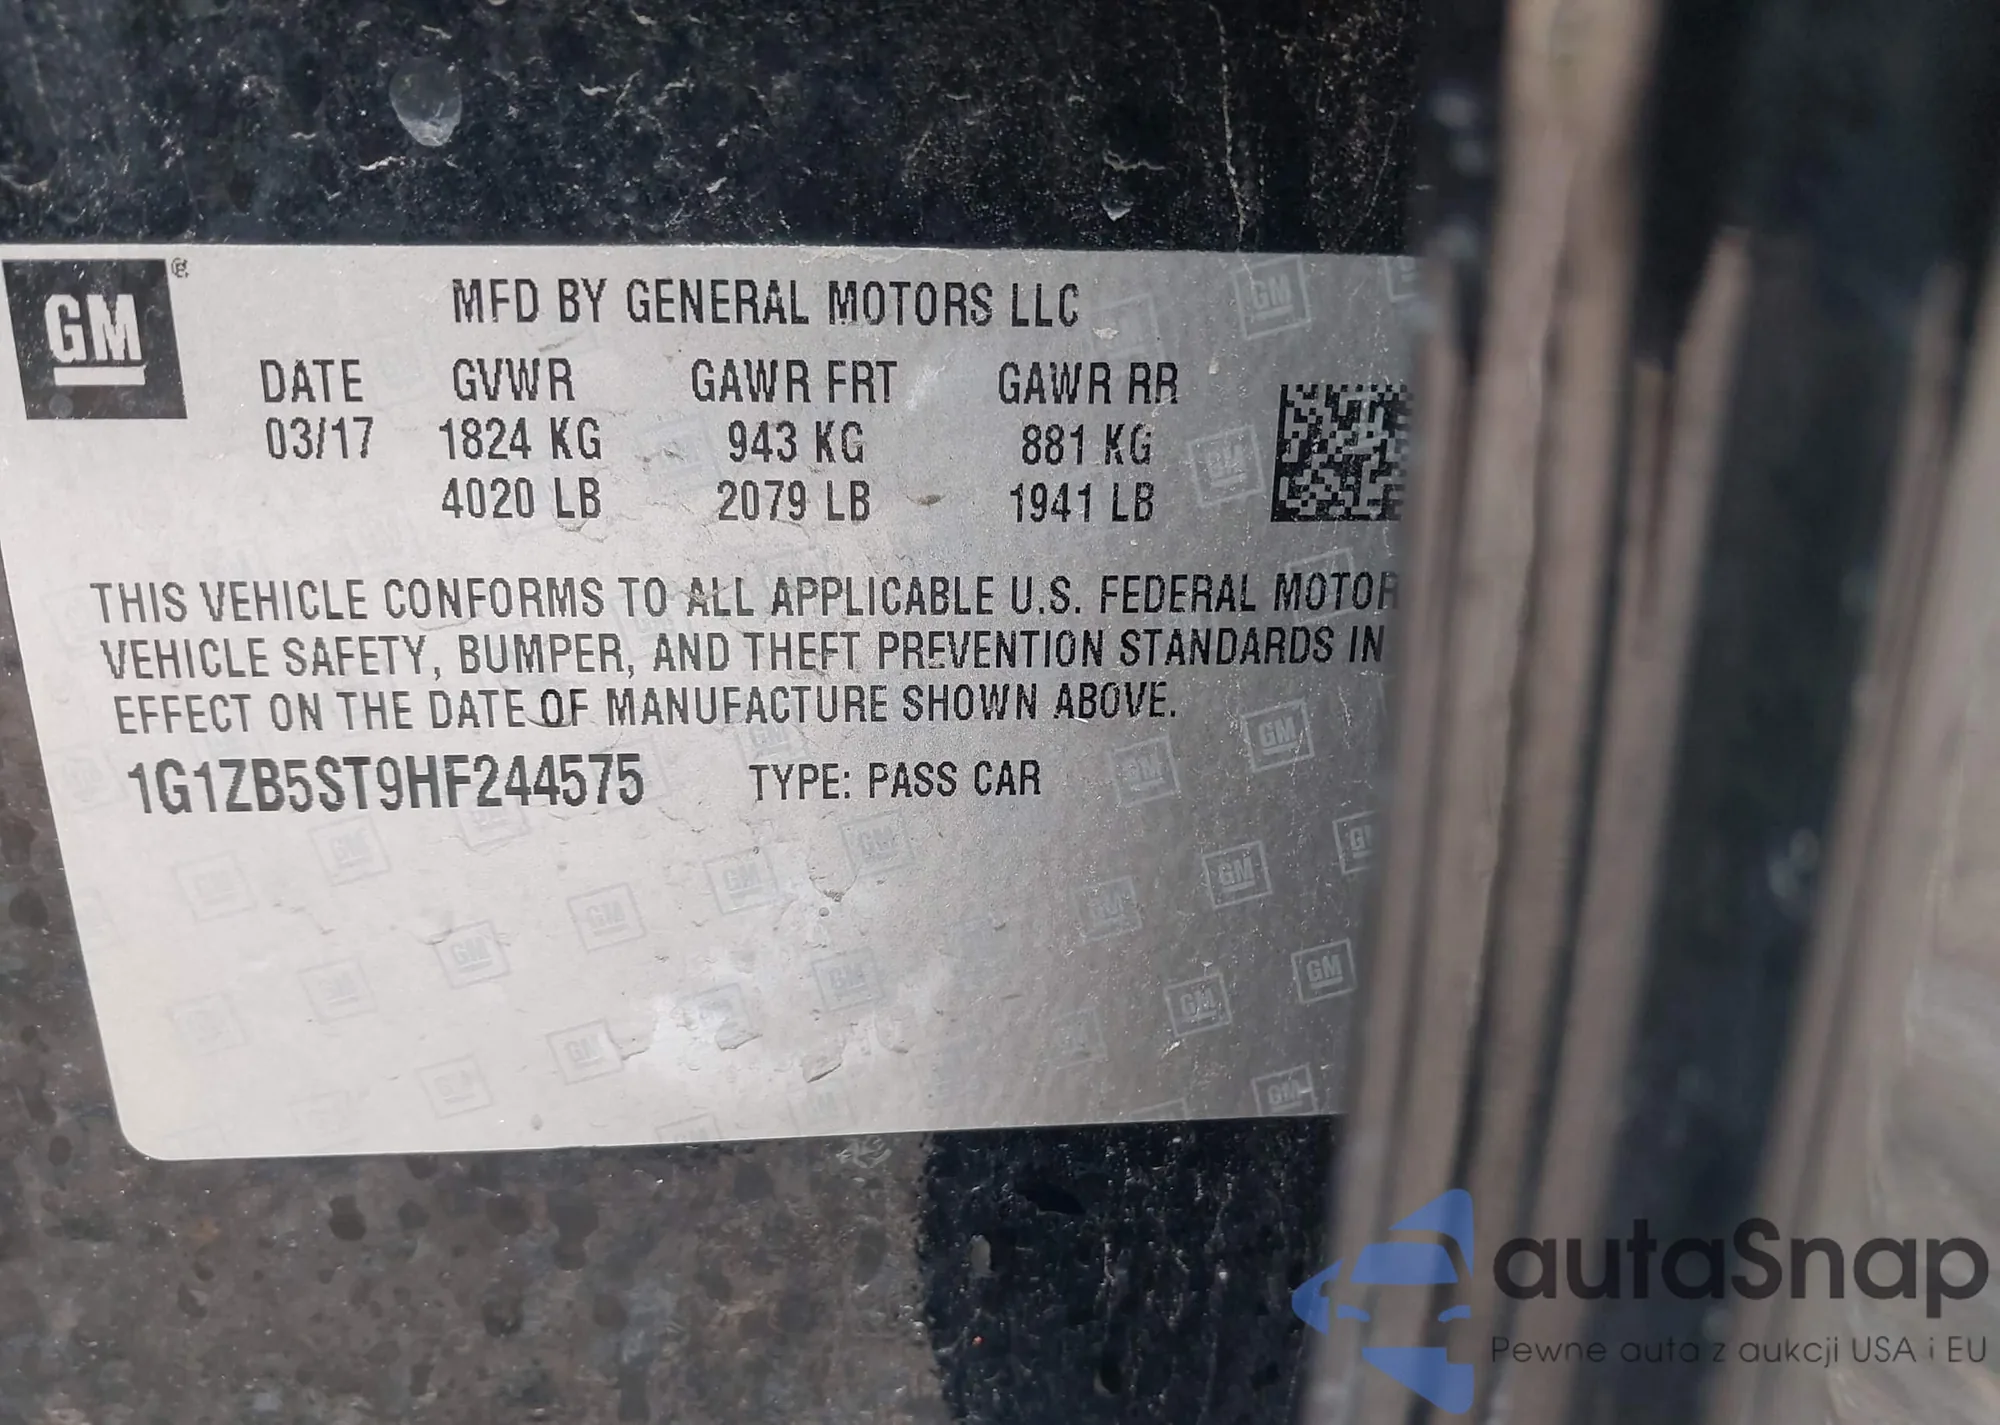 GM®
MFD BY GENERAL MOTORS LLC
DATE GVWR GAWR FRT GAWR RR
03/17 1824 KG 943 KG 881 KG
4020 LB 2079 LB 1941 LB
THIS VEHICLE CONFORMS TO ALL APPLICABLE U.S. FEDERAL MOTOR
VEHICLE SAFETY, BUMPER, AND THEFT PREVENTION STANDARDS IN
EFFECT ON THE DATE OF MANUFACTURE SHOWN ABOVE.
1G1ZB5ST9HF244575 TYPE: PASS CAR
autaSnap
Pewne auta z aukcji USA i EU